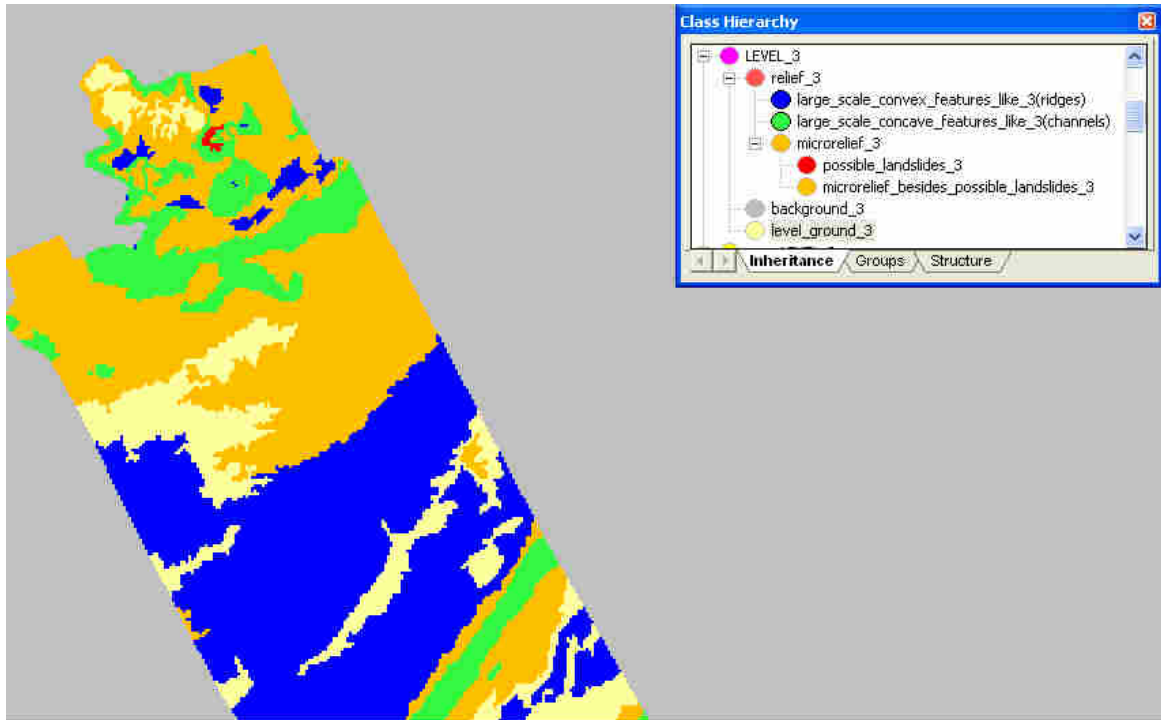 Class Hierarchy
LEVEL_3
relief_3
large_scale_convex_features_like_3(ridges)
large_scale_concave_features_like_3(channels)
microrelief_3
possible_landslides_3
microrelief_besides_possible_landslides_3
background_3
level_ground_3
Inheritance Groups Structure